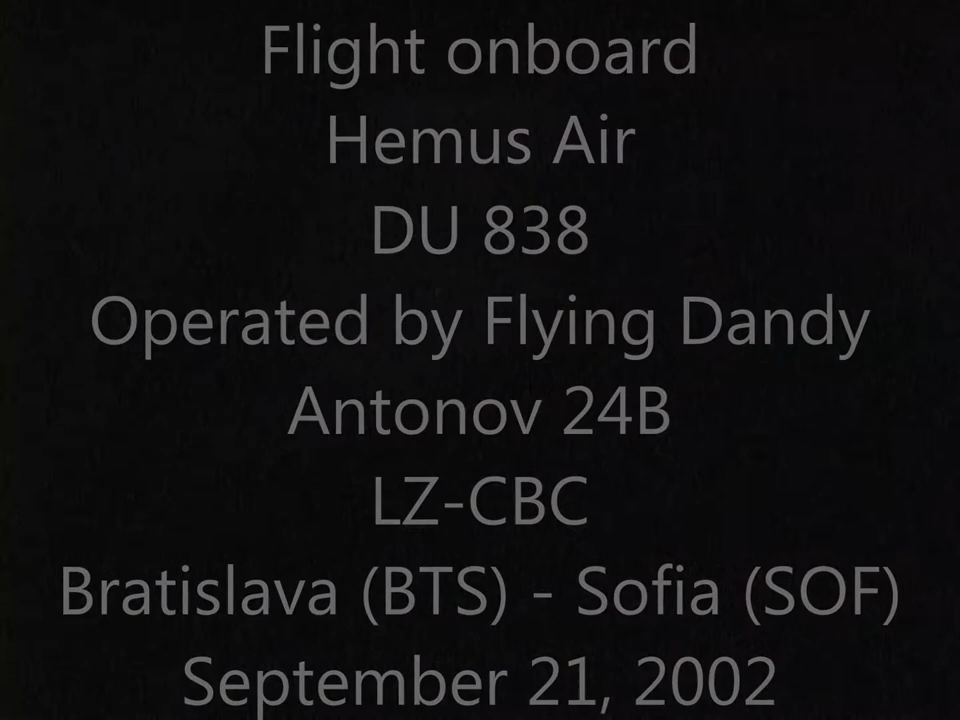 Flight onboard
Hemus Air
DU 838
Operated by Flying Dandy
Antonov 24B
LZ-CBC
Bratislava (BTS) - Sofia (SOF)
September 21, 2002